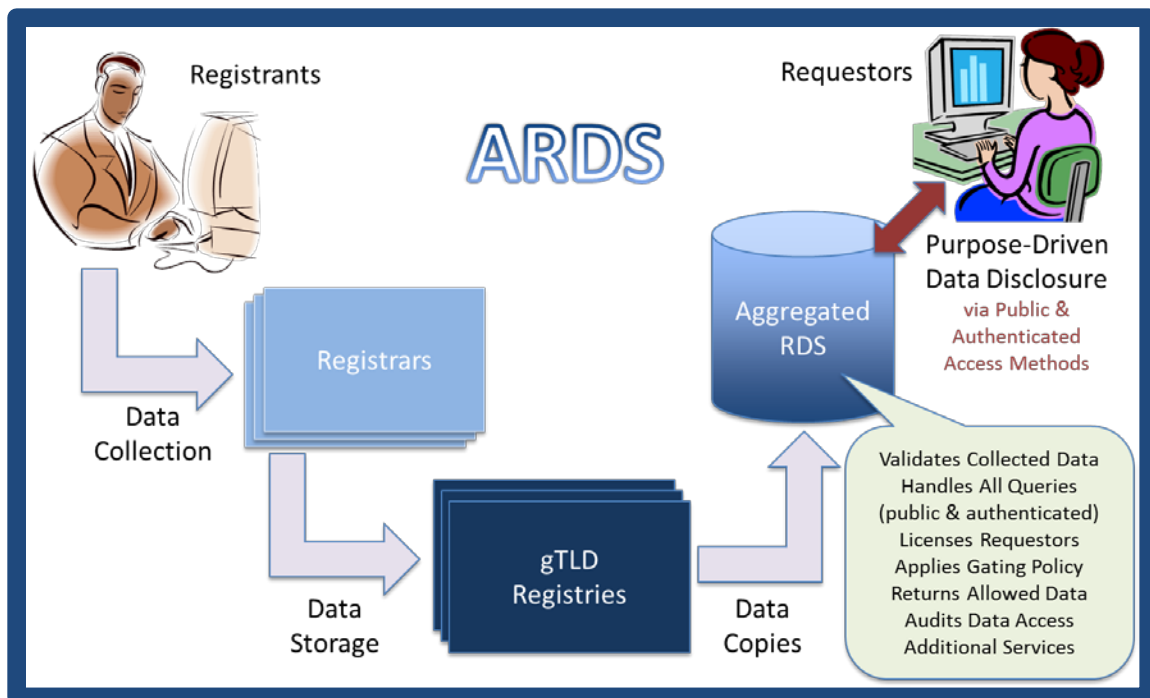 Registrants
Requestors
ARDS
Purpose-Driven
Data Disclosure
via Public &
Authenticated
Access Methods
Aggregated
RDS
Registrars
Data
Collection
Validates Collected Data
Handles All Queries
(public & authenticated)
Licenses Requestors
Applies Gating Policy
Returns Allowed Data
Audits Data Access
Additional Services
gTLD
Registries
Data
Storage
Data
Copies